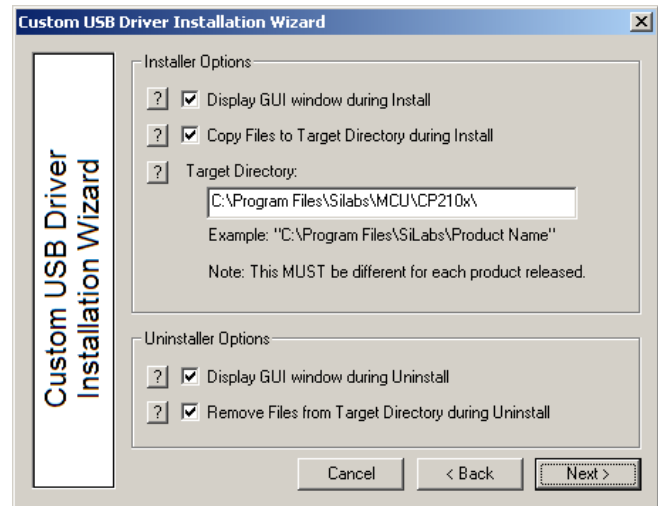 Custom USB Driver Installation Wizard
Custom USB Driver
Installation Wizard
Installer Options
? Display GUI window during Install
? Copy Files to Target Directory during Install
? Target Directory:
C:\Program Files\Silabs\MCU\CP210x\
Example: "C:\Program Files\SiLabs\Product Name"
Note: This MUST be different for each product released.
Uninstaller Options
? Display GUI window during Uninstall
? Remove Files from Target Directory during Uninstall
Cancel < Back Next >